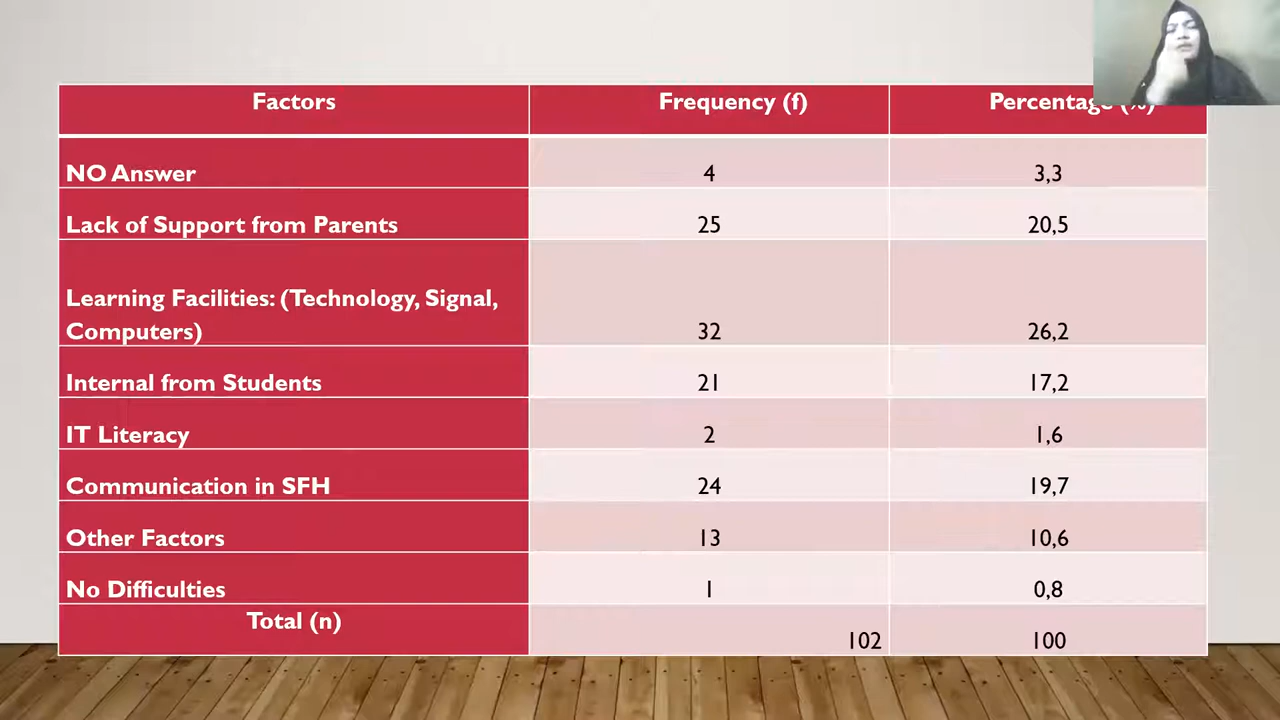 Factors Frequency (f) Percentage (%)
NO Answer 4 3,3
Lack of Support from Parents 25 20,5
Learning Facilities: (Technology, Signal,
Computers) 32 26,2
Internal from Students 21 17,2
IT Literacy 2 1,6
Communication in SFH 24 19,7
Other Factors 13 10,6
No Difficulties 1 0,8
Total (n) 102 100